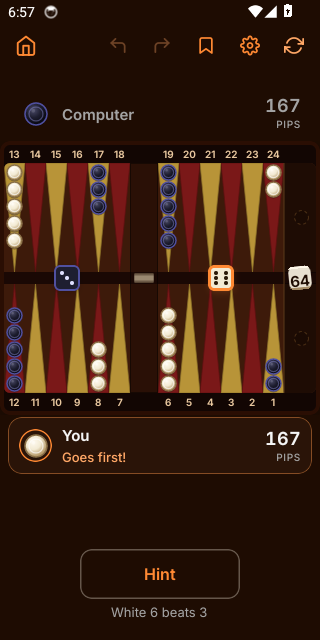 6:57
Computer
167
PIPS
13 14 15 16 17 18 19 20 21 22 23 24
64
12 11 10 9 8 7 6 5 4 3 2 1
You
Goes first!
167
PIPS
Hint
White 6 beats 3